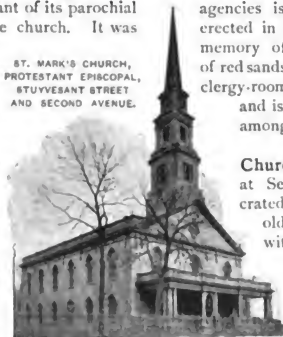 ant of its parochial
e church. It was
ST. MARK'S CHURCH,
PROTESTANT EPISCOPAL,
STUYVESANT STREET
AND SECOND AVENUE.
agencies is
erected in
memory of
of red sands
clergy-room
and is
among
Churc
at Se
crated
old
wit